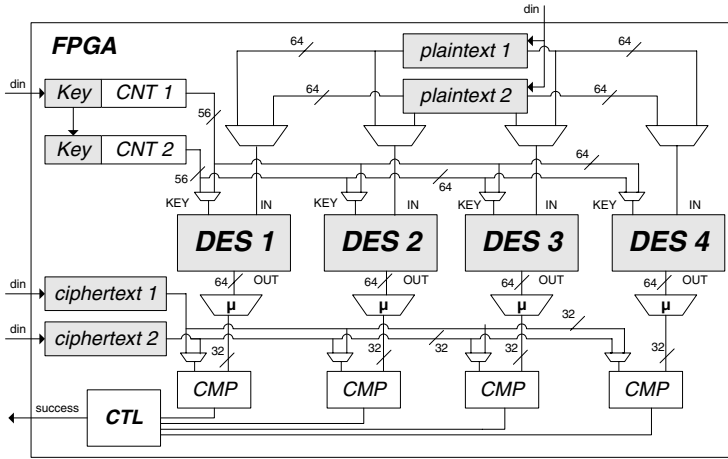 din
FPGA
64
plaintext 1
64
din
Key CNT 1
64
plaintext 2
64
56
Key CNT 2
64
56
64
KEY IN KEY IN KEY IN KEY IN
DES 1 DES 2 DES 3 DES 4
64 OUT 64 OUT 64 OUT 64 OUT
din
ciphertext 1
µ µ µ µ
din
ciphertext 2
32
32 32 32 32 32 32
CMP CMP CMP CMP
success
CTL